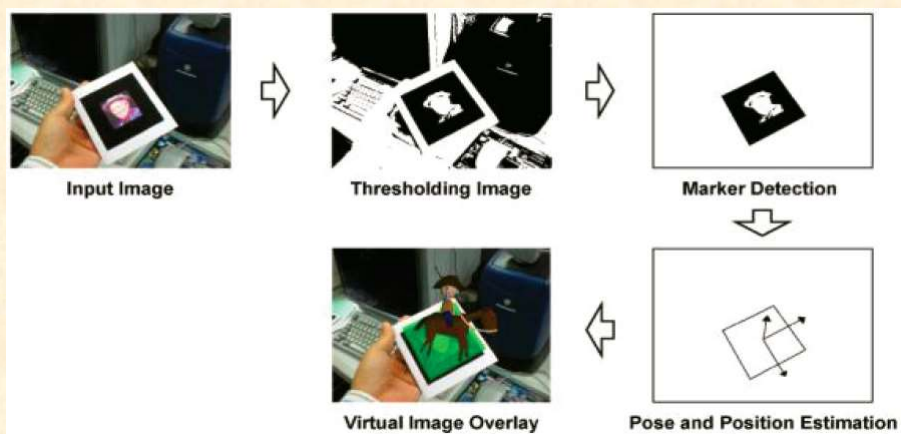 Input Image
Thresholding Image
Marker Detection
Virtual Image Overlay
Pose and Position Estimation